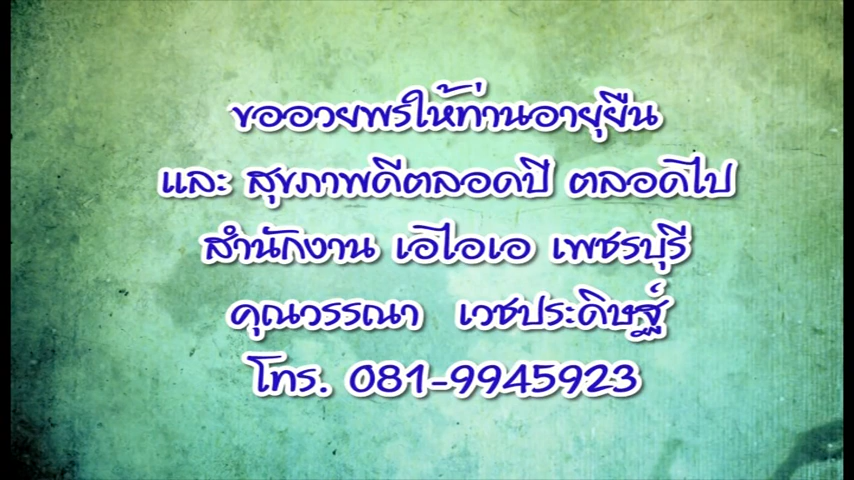 ขออวยพรให้ท่านอายุยืน
และ สุขภาพดีตลอดปี ตลอดไป
สำนักงาน เอไอเอ เพชรบุรี
คุณวรรณา เวชประดิษฐ์
โทร. 081-9945923